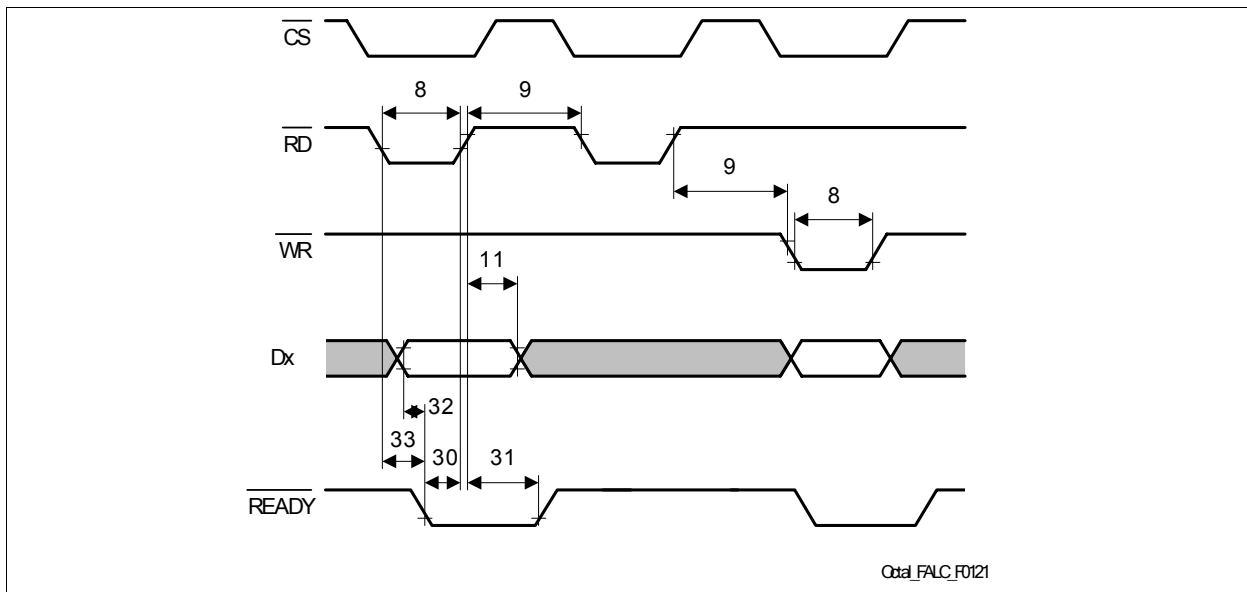 CS
8
9
RD
9
8
WR
11
Dx
32
33
30
31
READY
Octal_FALC_F0121